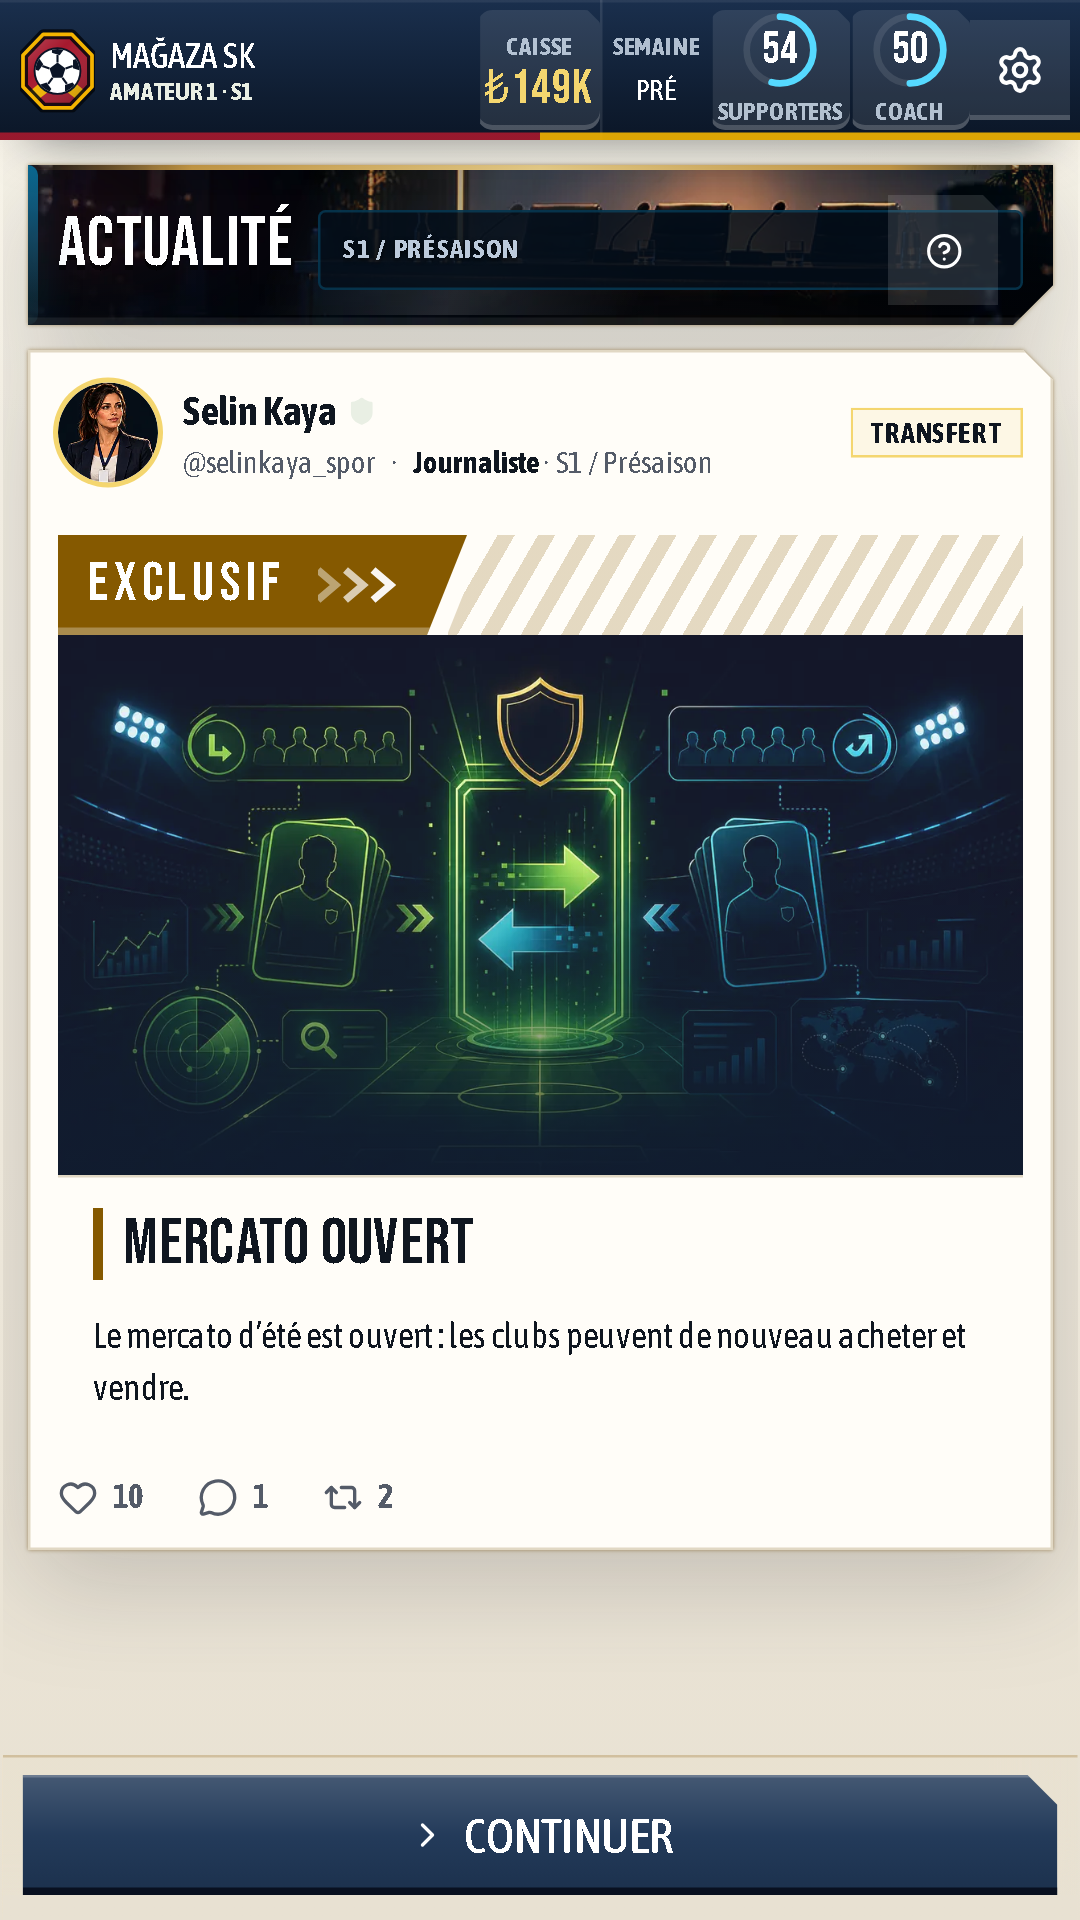 MAĞAZA SK
AMATEUR 1 · S1
CAISSE
₺149K
SEMAINE
PRÉ
54
SUPPORTERS
50
COACH
ACTUALITÉ
S1 / PRÉSAISON
Selin Kaya
@selinkaya_spor · Journaliste · S1 / Présaison
TRANSFERT
EXCLUSIF
MERCATO OUVERT
Le mercato d'été est ouvert : les clubs peuvent de nouveau acheter et
vendre.
10
1
2
CONTINUER